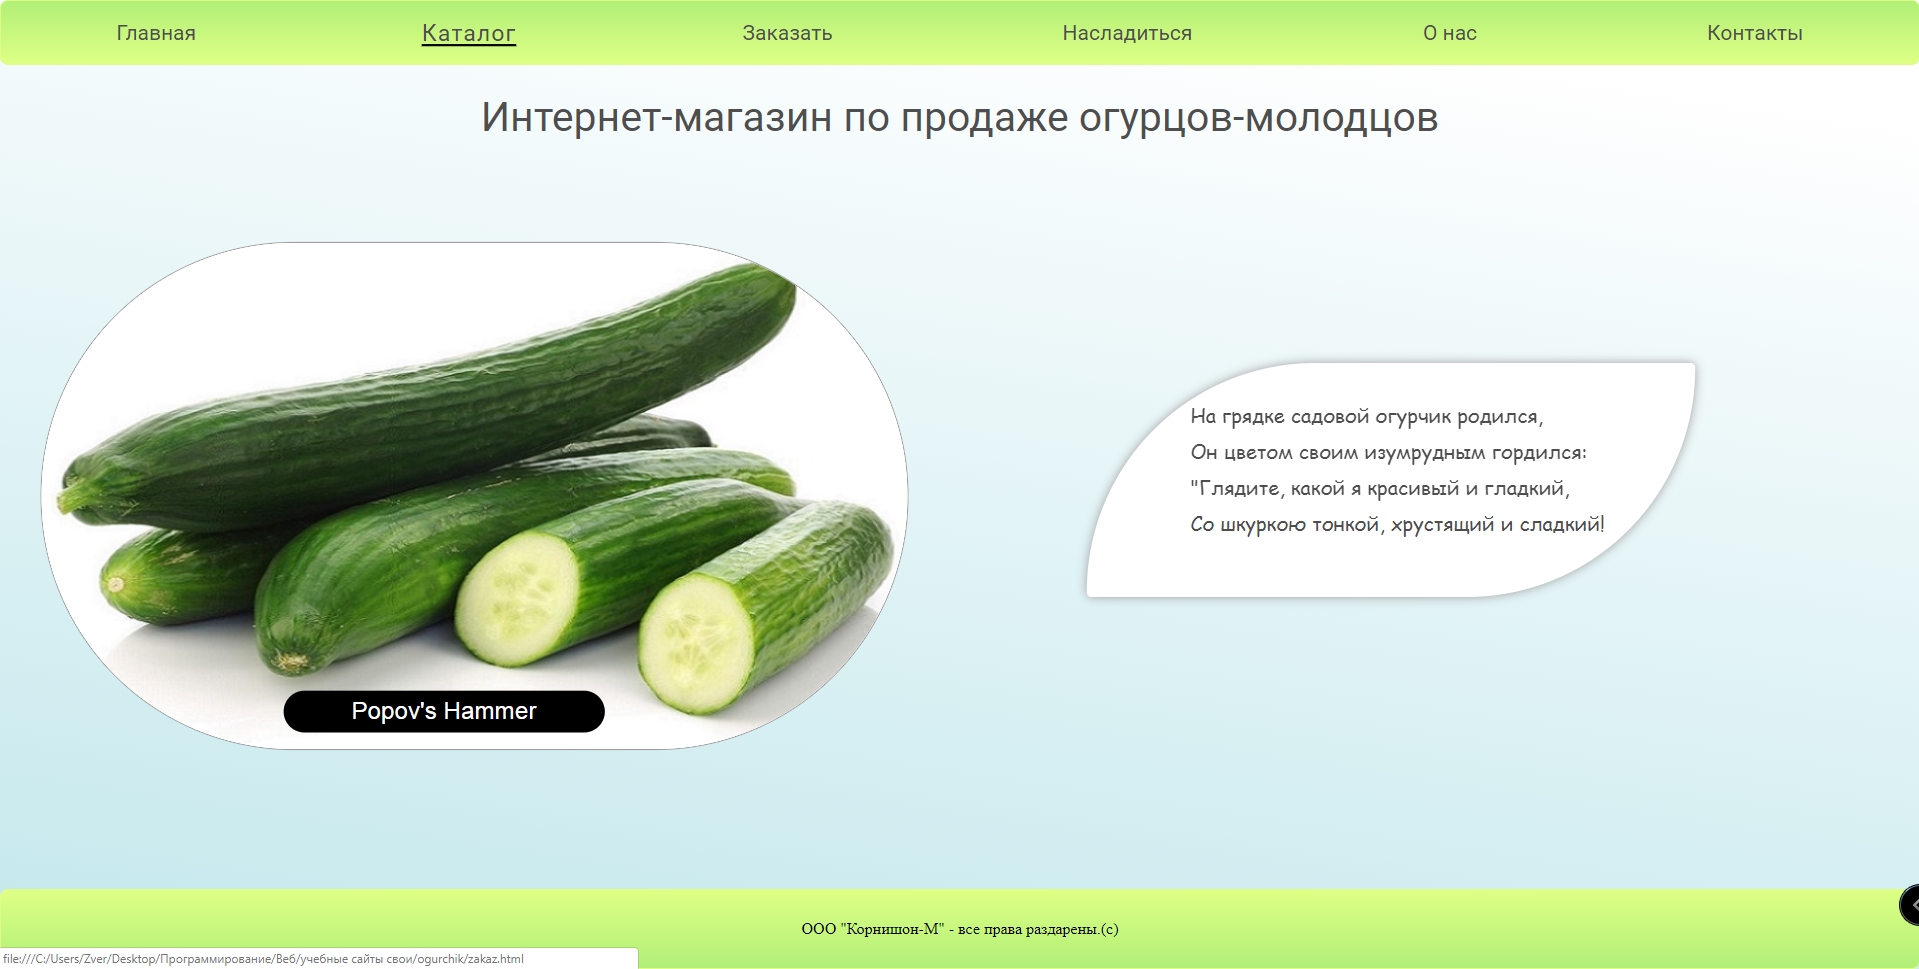 Главная
Каталог
Заказать
Насладиться
О нас
Контакты
Интернет-магазин по продаже огурцов-молодцов
На грядке садовой огурчик родился,
Он цветом своим изумрудным гордился:
"Глядите, какой я красивый и гладкий,
Со шкуркою тонкой, хрустящий и сладкий!
Popov's Hammer
ООО "Корнишон-М" - все права раздарены.(с)
file:///C:/Users/Zver/Desktop/Программирование/Веб/учебные сайты свои/ogurchik/zakaz.html